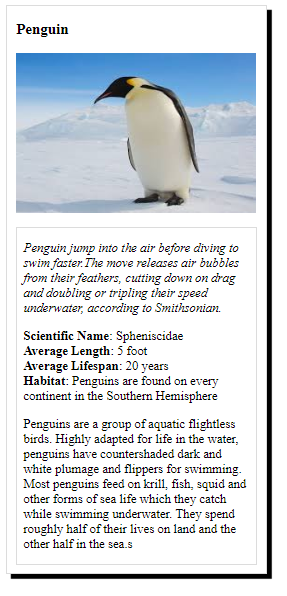 Penguin
Penguin jump into the air before diving to
swim faster.The move releases air bubbles
from their feathers, cutting down on drag
and doubling or tripling their speed
underwater, according to Smithsonian.
Scientific Name: Spheniscidae
Average Length: 5 foot
Average Lifespan: 20 years
Habitat: Penguins are found on every
continent in the Southern Hemisphere
Penguins are a group of aquatic flightless
birds. Highly adapted for life in the water,
penguins have countershaded dark and
white plumage and flippers for swimming.
Most penguins feed on krill, fish, squid and
other forms of sea life which they catch
while swimming underwater. They spend
roughly half of their lives on land and the
other half in the sea.s